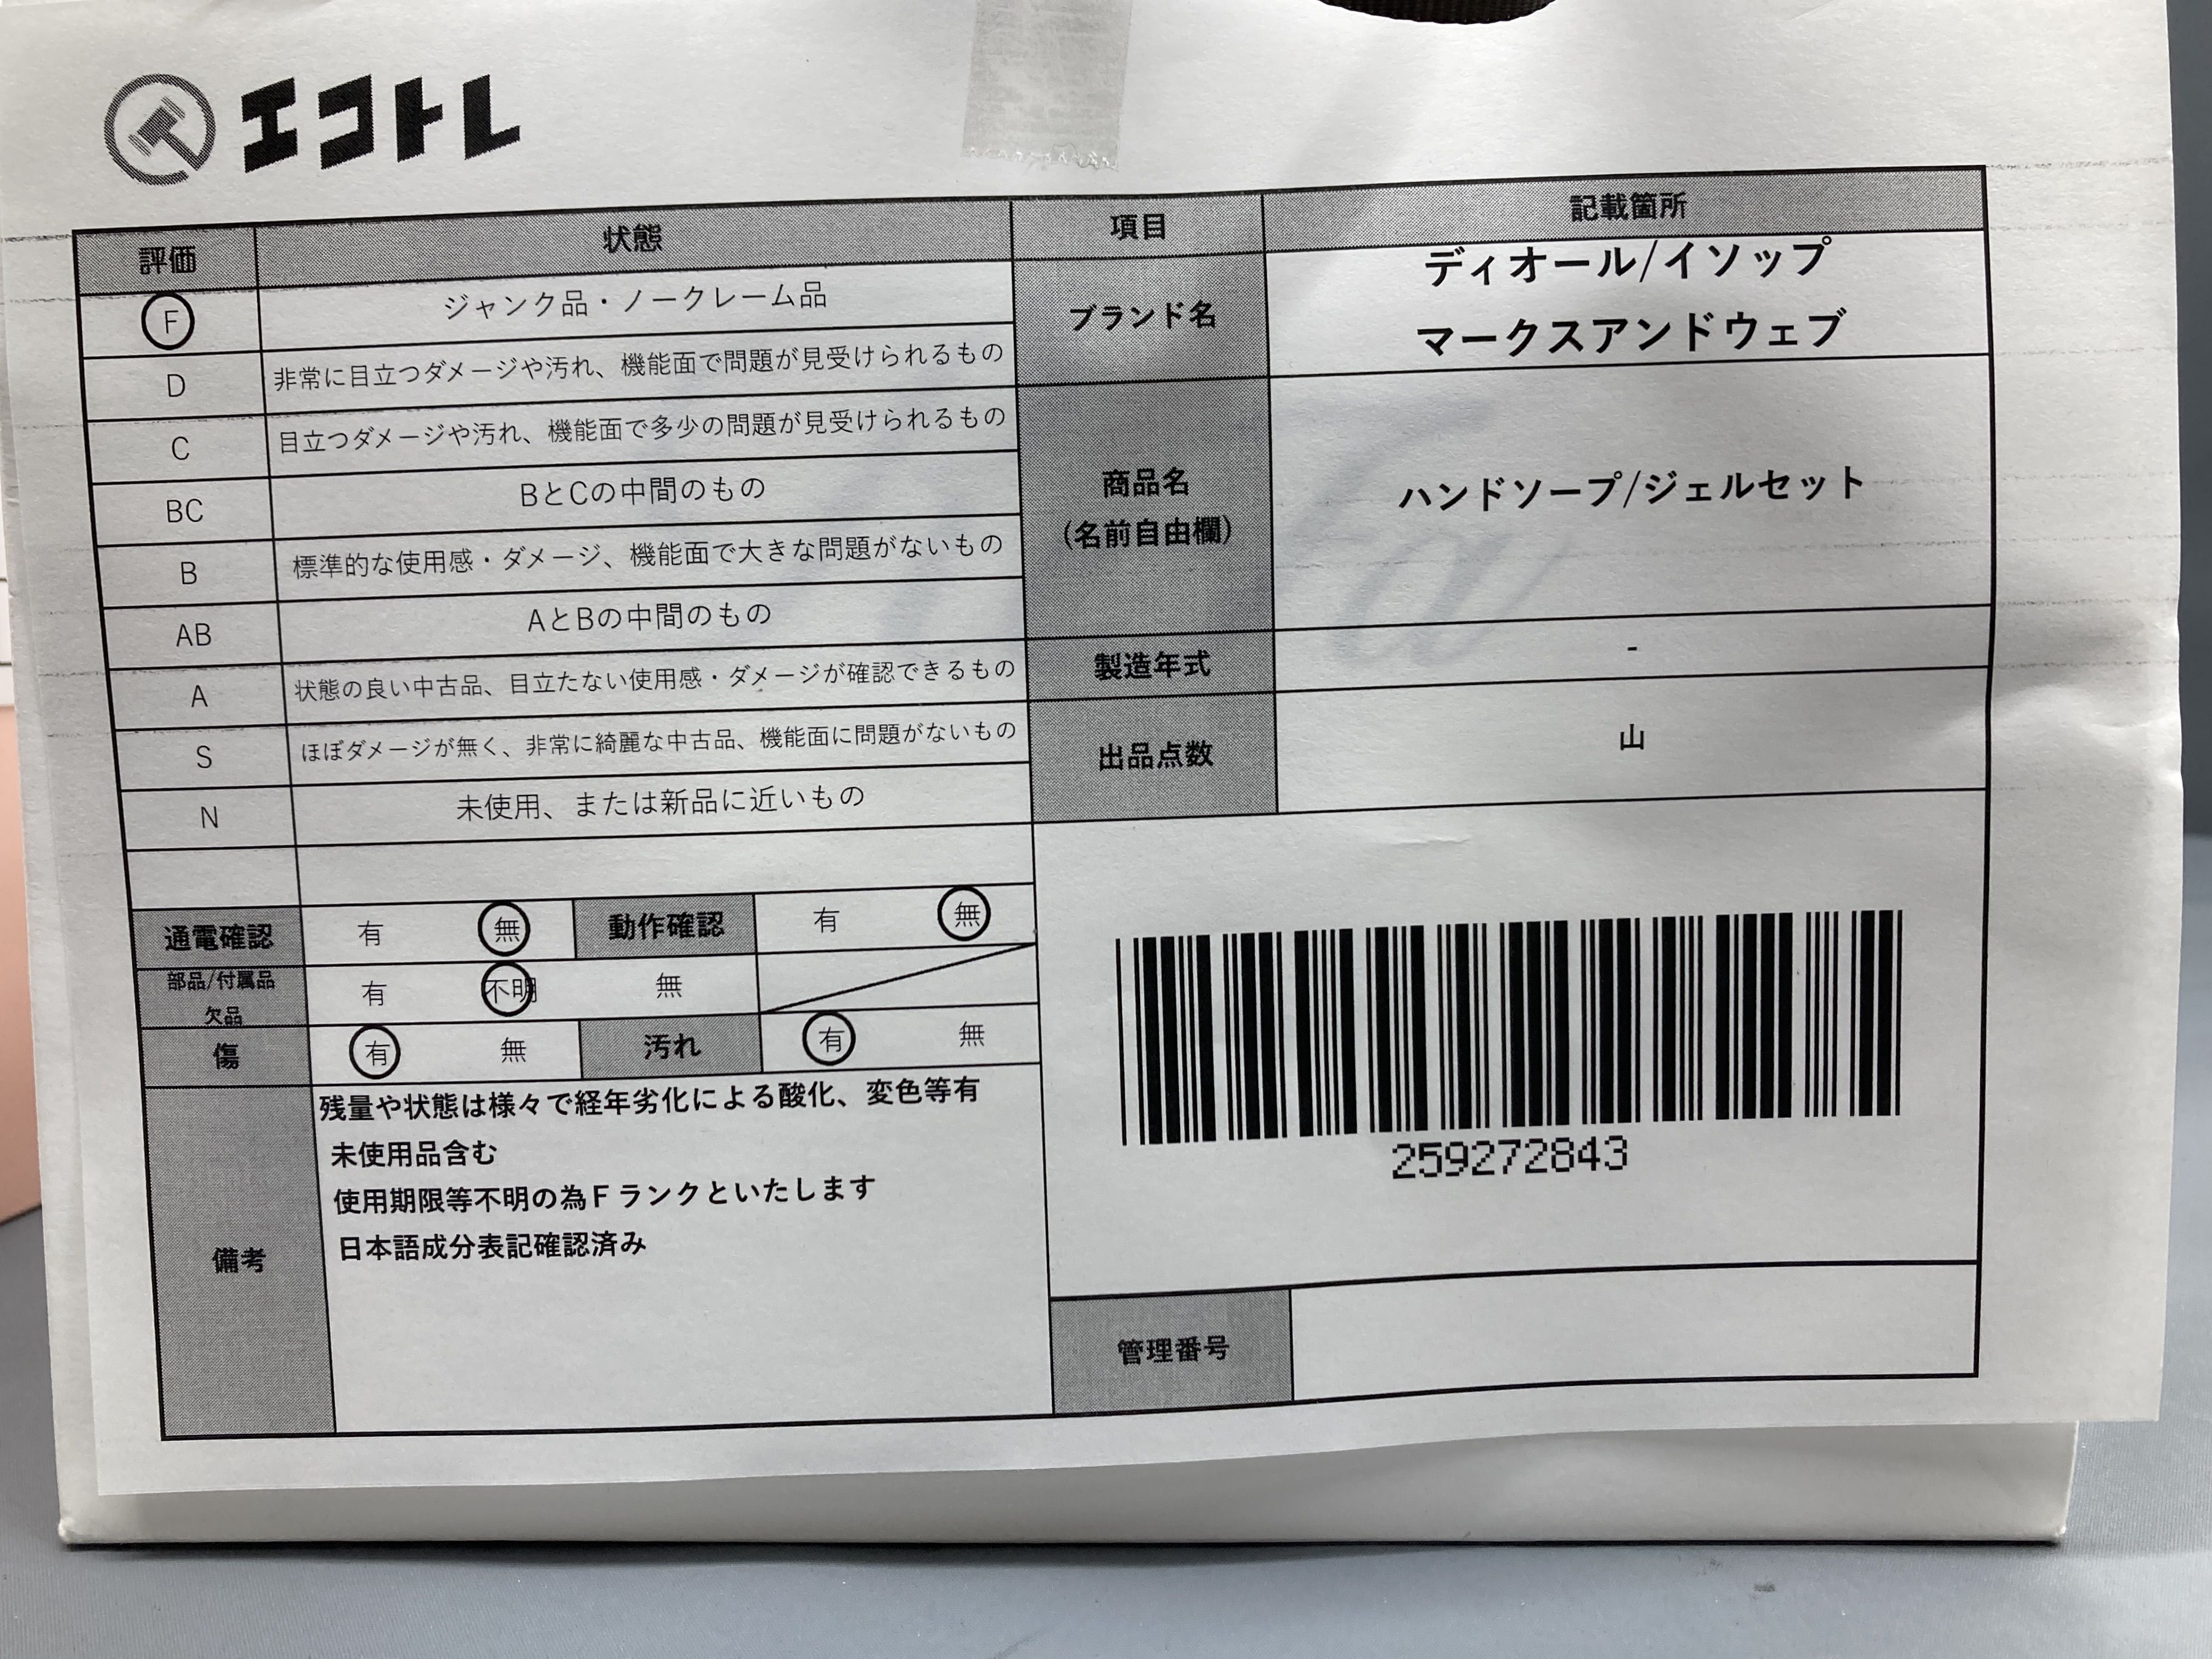 エコトレ
評価 状態 項目 記載箇所
F ジャンク品・ノークレーム品
D 非常に目立つダメージや汚れ、機能面で問題が見受けられるもの
C 目立つダメージや汚れ、機能面で多少の問題が見受けられるもの
BC BとCの中間のもの
B 標準的な使用感・ダメージ、機能面で大きな問題がないもの
AB AとBの中間のもの
A 状態の良い中古品、目立たない使用感・ダメージが確認できるもの
S ほぼダメージが無く、非常に綺麗な中古品、機能面に問題がないもの
N 未使用、または新品に近いもの
通電確認 有 無 動作確認 有 無
部品/付属品
欠品 有 不明 無
傷 有 無 汚れ 有 無
備考
残量や状態は様々で経年劣化による酸化、変色等有
未使用品含む
使用期限等不明の為Fランクといたします
日本語成分表記確認済み
ブランド名
ディオール/イソップ
マークスアンドウェブ
商品名
(名前自由欄)
ハンドソープ/ジェルセット
製造年式 -
出品点数 山
259272843
管理番号